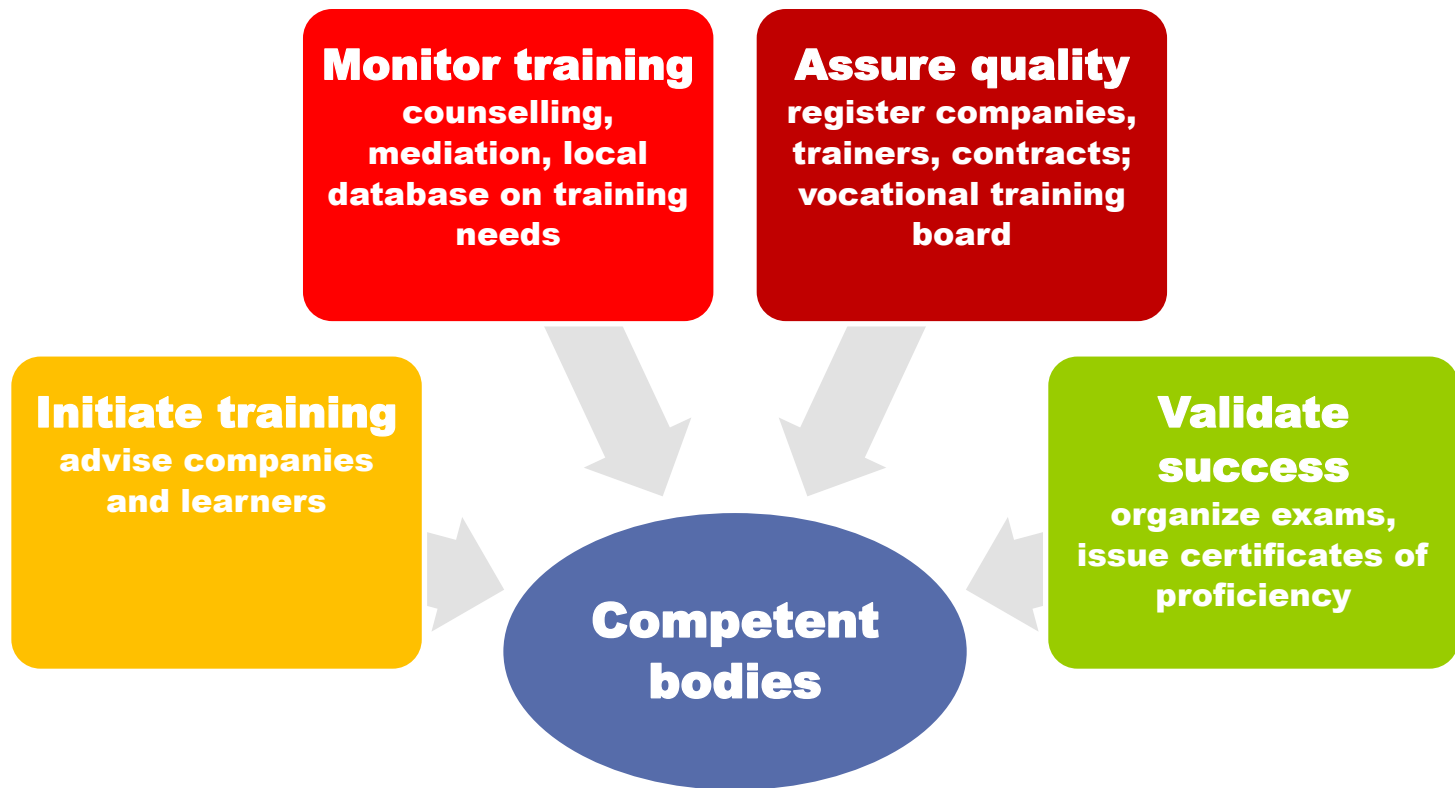 Monitor training
counselling,
mediation, local
database on training
needs
Assure quality
register companies,
trainers, contracts;
vocational training
board
Initiate training
advise companies
and learners
Validate
success
organize exams,
issue certificates of
proficiency
Competent
bodies